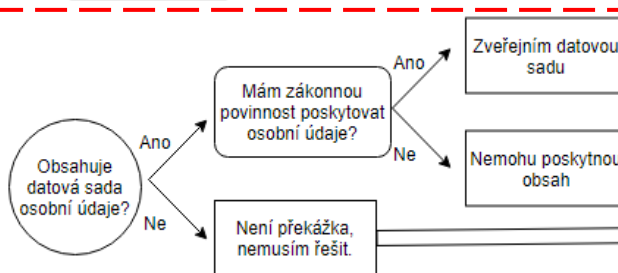 Obsahuje
datová sada
osobní údaje?
Ano
Ne
Mám zákonnou
povinnost poskytovat
osobní údaje?
Není překážka,
nemusím řešit.
Ano
Ne
Zveřejním datovou
sadu
Nemohu poskytnou
obsah